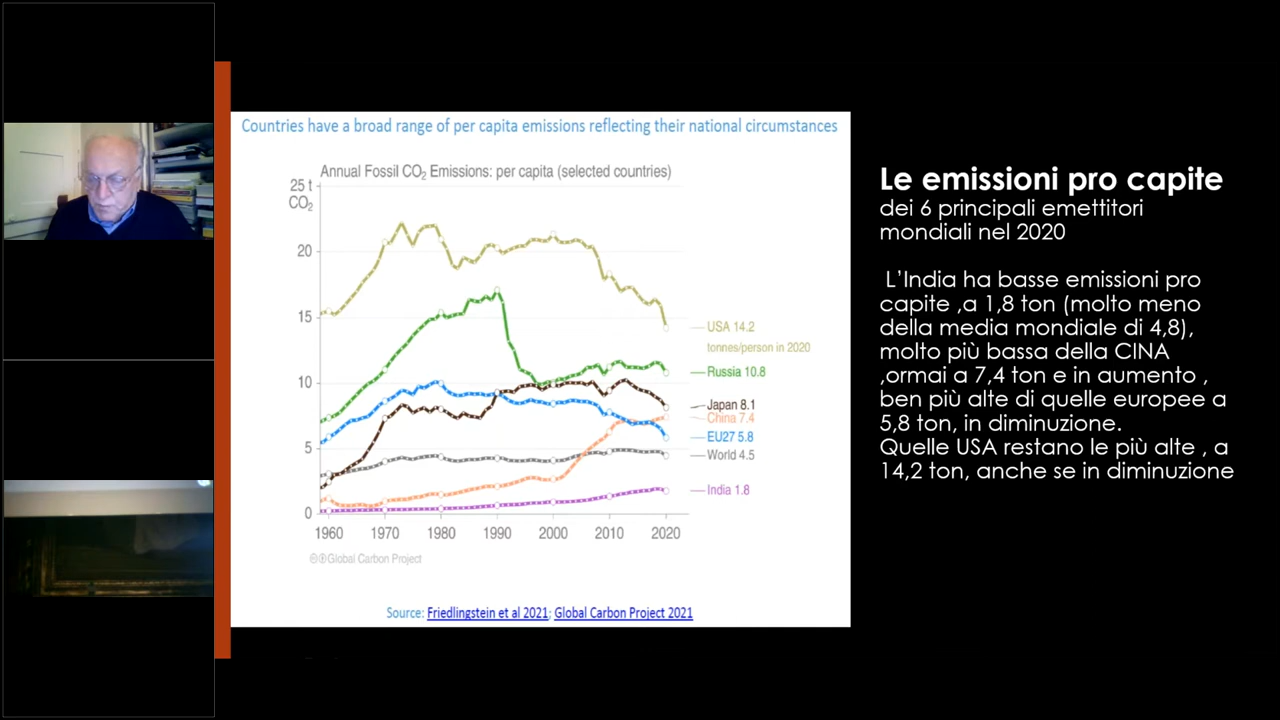 Countries have a broad range of per capita emissions reflecting their national circumstances
Annual Fossil CO₂ Emissions: per capita (selected countries)
25 t
CO₂
20
15
10
5
0
1960 1970 1980 1990 2000 2010 2020
USA 14.2
tonnes/person in 2020
Russia 10.8
Japan 8.1
China 7.4
EU27 5.8
World 4.5
India 1.8
Global Carbon Project
Source: Friedlingstein et al 2021; Global Carbon Project 2021
Le emissioni pro capite
dei 6 principali emettitori
mondiali nel 2020
L’India ha basse emissioni pro
capite ,a 1,8 ton (molto meno
della media mondiale di 4,8),
molto più bassa della CINA
,ormai a 7,4 ton e in aumento ,
ben più alte di quelle europee a
5,8 ton, in diminuzione.
Quelle USA restano le più alte , a
14,2 ton, anche se in diminuzione